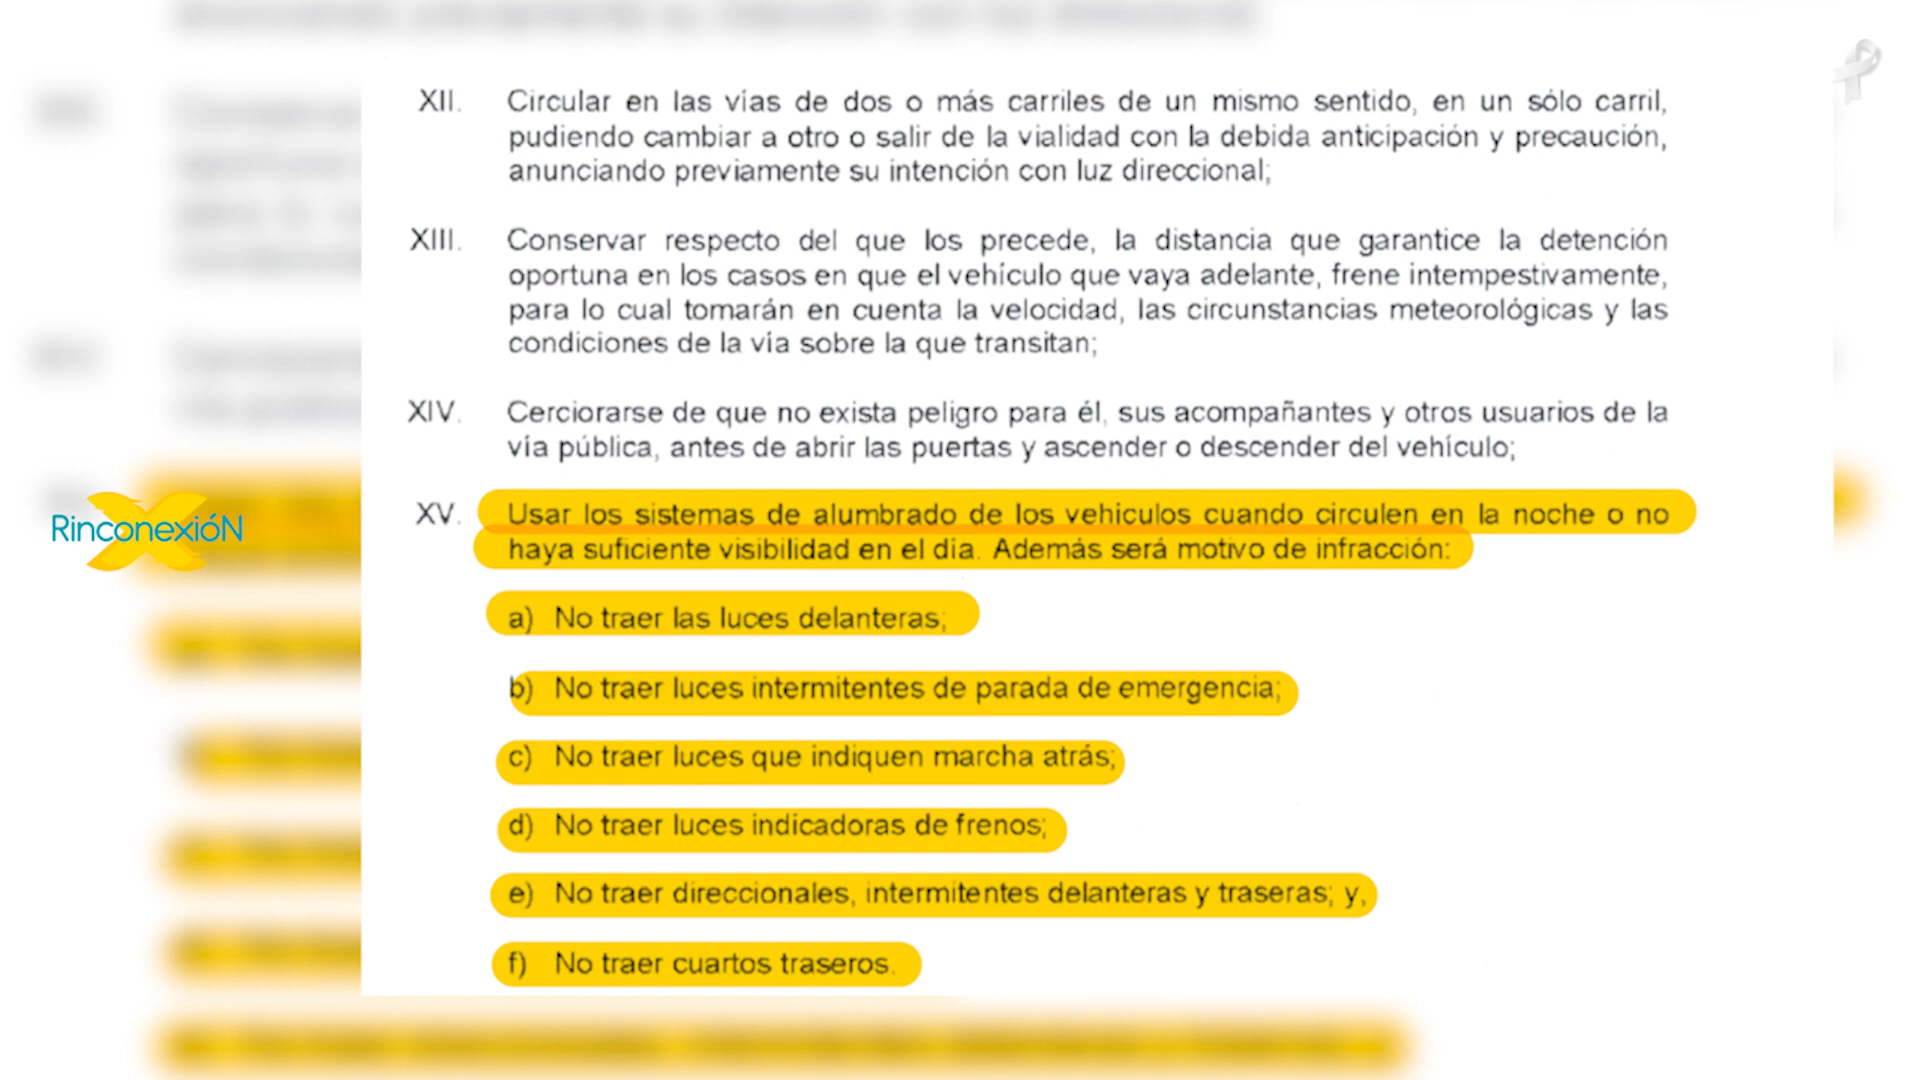 XII. Circular en las vías de dos o más carriles de un mismo sentido, en un sólo carril,
pudiendo cambiar a otro o salir de la vialidad con la debida anticipación y precaución,
anunciando previamente su intención con luz direccional;
XIII. Conservar respecto del que los precede, la distancia que garantice la detención
oportuna en los casos en que el vehículo que vaya adelante, frene intempestivamente,
para lo cual tomarán en cuenta la velocidad, las circunstancias meteorológicas y las
condiciones de la vía sobre la que transitan;
XIV. Cerciorarse de que no exista peligro para él, sus acompañantes y otros usuarios de la
vía pública, antes de abrir las puertas y ascender o descender del vehículo;
XV. Usar los sistemas de alumbrado de los vehículos cuando circulen en la noche o no
haya suficiente visibilidad en el día. Además será motivo de infracción:
RinconexióN
a) No traer las luces delanteras;
b) No traer luces intermitentes de parada de emergencia;
c) No traer luces que indiquen marcha atrás;
d) No traer luces indicadoras de frenos;
e) No traer direccionales, intermitentes delanteras y traseras; y,
f) No traer cuartos traseros.